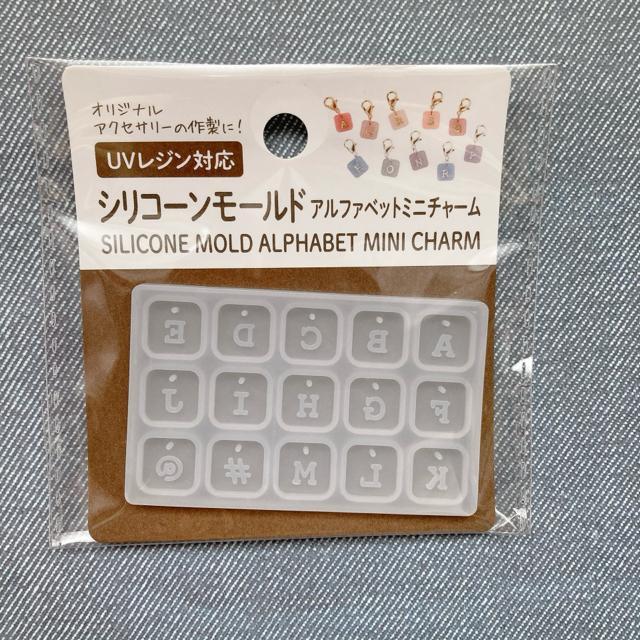 オリジナル
アクセサリーの作製に!
UVレジン対応
シリコーンモールド アルファベットミニチャーム
SILICONE MOLD ALPHABET MINI CHARM
E D C B A
J I H G F
@ # M L K